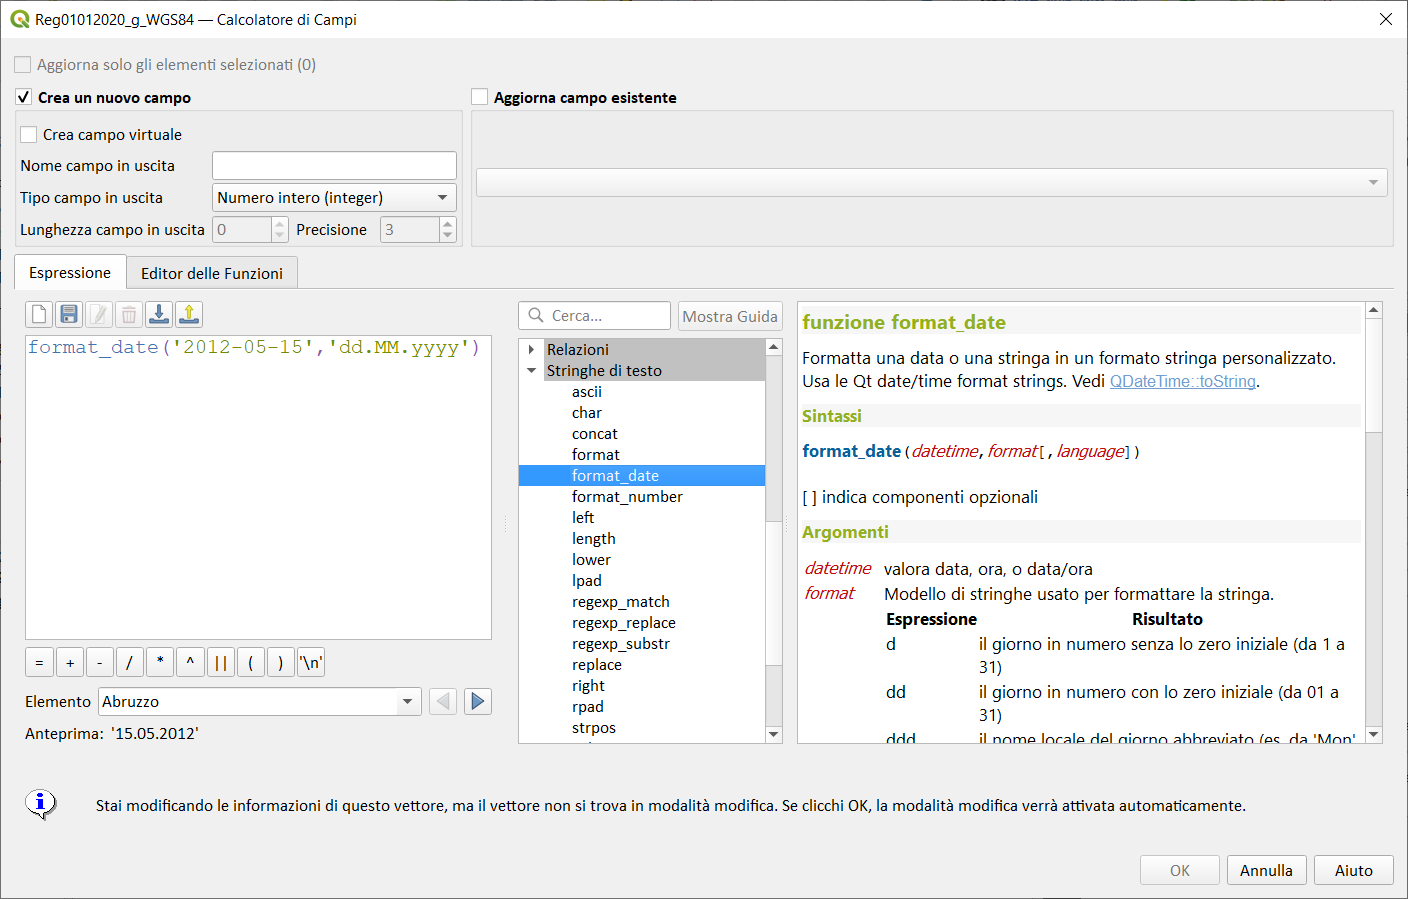 Reg01012020_g_WGS84 — Calcolatore di Campi
Aggiorna solo gli elementi selezionati (0)
Crea un nuovo campo
Aggiorna campo esistente
Crea campo virtuale
Nome campo in uscita
Tipo campo in uscita Numero intero (integer)
Lunghezza campo in uscita 0 Precisione 3
Espressione
Editor delle Funzioni
format_date('2012-05-15','dd.MM.yyyy')
= + - / * ^ || ( ) '\n'
Elemento Abruzzo
Anteprima: '15.05.2012'
Cerca...
Mostra Guida
Relazioni
Stringhe di testo
ascii
char
concat
format
format_date
format_number
left
length
lower
lpad
regexp_match
regexp_replace
regexp_substr
replace
right
rpad
strpos
funzione format_date
Formatta una data o una stringa in un formato stringa personalizzato.
Usa le Qt date/time format strings. Vedi QDateTime::toString.
Sintassi
format_date(datetime,format[,language])
[ ] indica componenti opzionali
Argomenti
datetime valora data, ora, o data/ora
format Modello di stringhe usato per formattare la stringa.
Espressione Risultato
d il giorno in numero senza lo zero iniziale (da 1 a
31)
dd il giorno in numero con lo zero iniziale (da 01 a
31)
ddd il nome locale del giorno abbreviato (es. da 'Mon'
Stai modificando le informazioni di questo vettore, ma il vettore non si trova in modalità modifica. Se clicchi OK, la modalità modifica verrà attivata automaticamente.
OK
Annulla
Aiuto